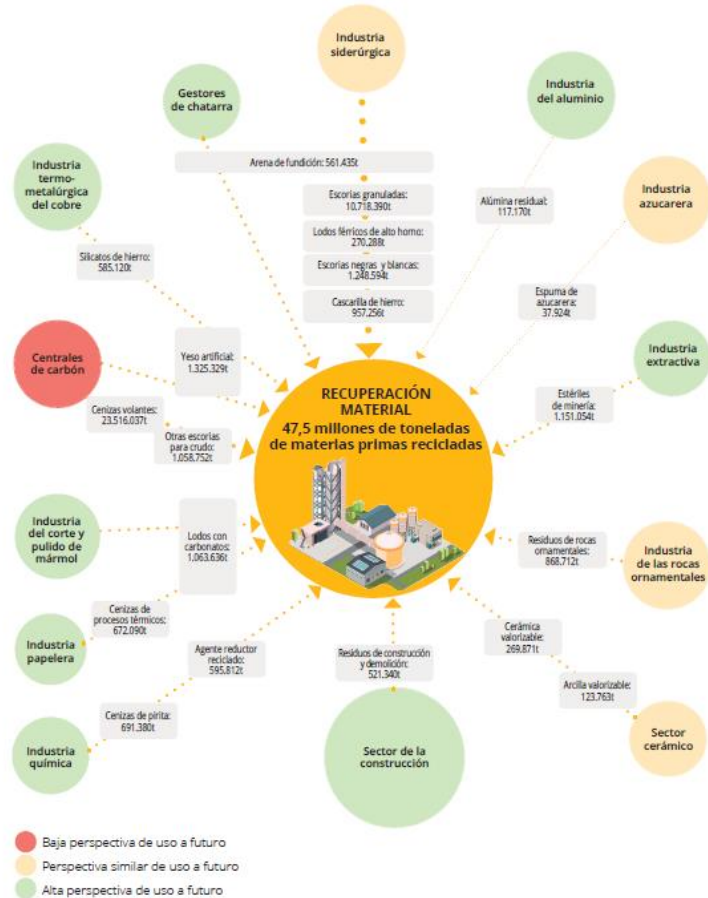 Industria
siderúrgica
Gestores
de chatarra
Industria
del aluminio
Industria
termo-
metalúrgica
del cobre
Arena de fundición: 561.435t
Escorias granuladas:
10.718.390t
Lodos férricos de alto horno:
270.288t
Escorias negras y blancas:
1.248.594t
Cascarilla de hierro:
957.256t
Alúmina residual:
117.170t
Industria
azucarera
Silicatos de hierro:
585.120t
Espuma de
azucarera:
37.924t
Centrales
de carbón
Yeso artificial:
1.325.329t
Cenizas volantes:
23.516.037t
Otras escorias
para crudo:
1.058.752t
RECUPERACIÓN
MATERIAL
47,5 millones de toneladas
de materias primas recicladas
Industria
extractiva
Estériles
de minería:
1.151.054t
Industria
del corte y
pulido de
mármol
Lodos con
carbonatos:
1.063.636t
Residuos de rocas
ornamentales:
868.712t
Industria
de las rocas
ornamentales
Cenizas de
procesos térmicos:
672.090t
Industria
papelera
Agente reductor
reciclado:
595.812t
Residuos de construcción
y demolición:
521.340t
Cerámica
valorizable:
269.871t
Arcilla valorizable:
123.763t
Cenizas de pirita:
691.380t
Industria
química
Sector de la
construcción
Sector
cerámico
Baja perspectiva de uso a futuro
Perspectiva similar de uso a futuro
Alta perspectiva de uso a futuro